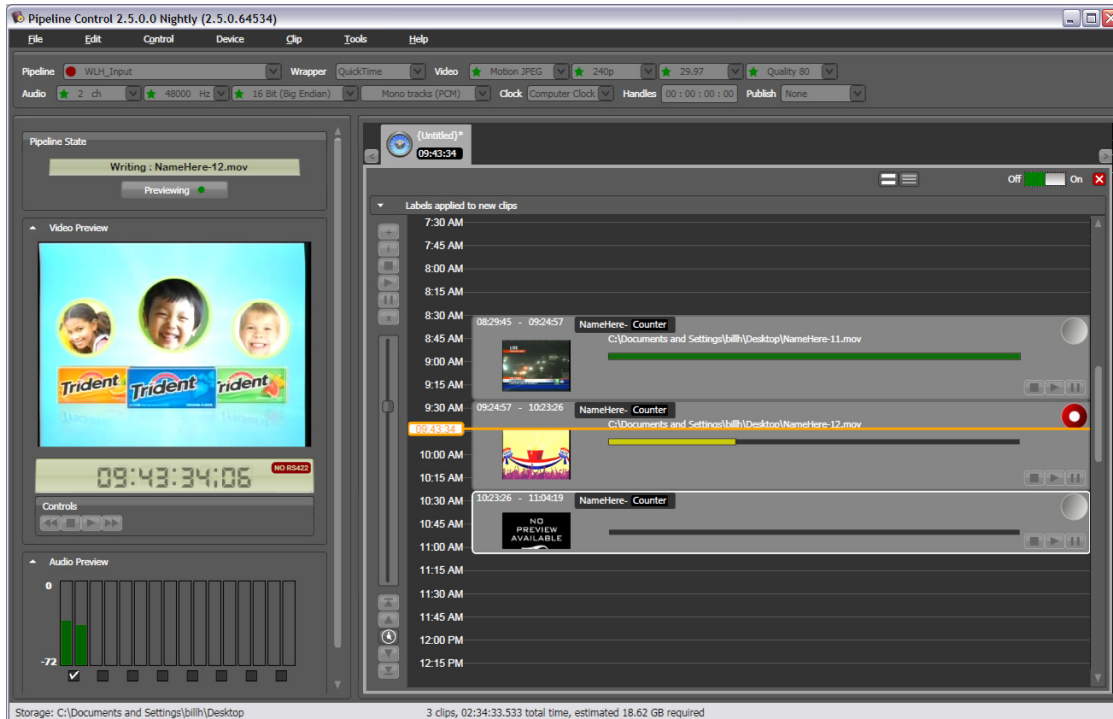 Pipeline Control 2.5.0.0 Nightly (2.5.0.64534)
File Edit Control Device Clip Tools Help
Pipeline WLH_Input Wrapper QuickTime Video Motion JPEG 240p 29.97 Quality 80
Audio 2 ch 48000 Hz 16 Bit (Big Endian) Mono tracks (PCM) Clock Computer Clock Handles 00 : 00 : 00 : 00 Publish None
Pipeline State
Writing : NameHere-12.mov
Previewing
Video Preview
Trident Trident Trident
09:43:34;06 NO RS422
Controls
Audio Preview
0
-72
{Untitled}*
09:43:34
Off On
Labels applied to new clips
7:30 AM
7:45 AM
8:00 AM
8:15 AM
8:30 AM
08:29:45 - 09:24:57 NameHere- Counter
8:45 AM
C:\Documents and Settings\billh\Desktop\NameHere-11.mov
LIVE
9:00 AM
9:15 AM
9:30 AM
09:24:57 - 10:23:26 NameHere- Counter
C:\Documents and Settings\billh\Desktop\NameHere-12.mov
09:43:34
10:00 AM
10:15 AM
10:30 AM
10:23:26 - 11:04:19 NameHere- Counter
10:45 AM
NO
PREVIEW
AVAILABLE
11:00 AM
11:15 AM
11:30 AM
11:45 AM
12:00 PM
12:15 PM
Storage: C:\Documents and Settings\billh\Desktop 3 clips, 02:34:33.533 total time, estimated 18.62 GB required